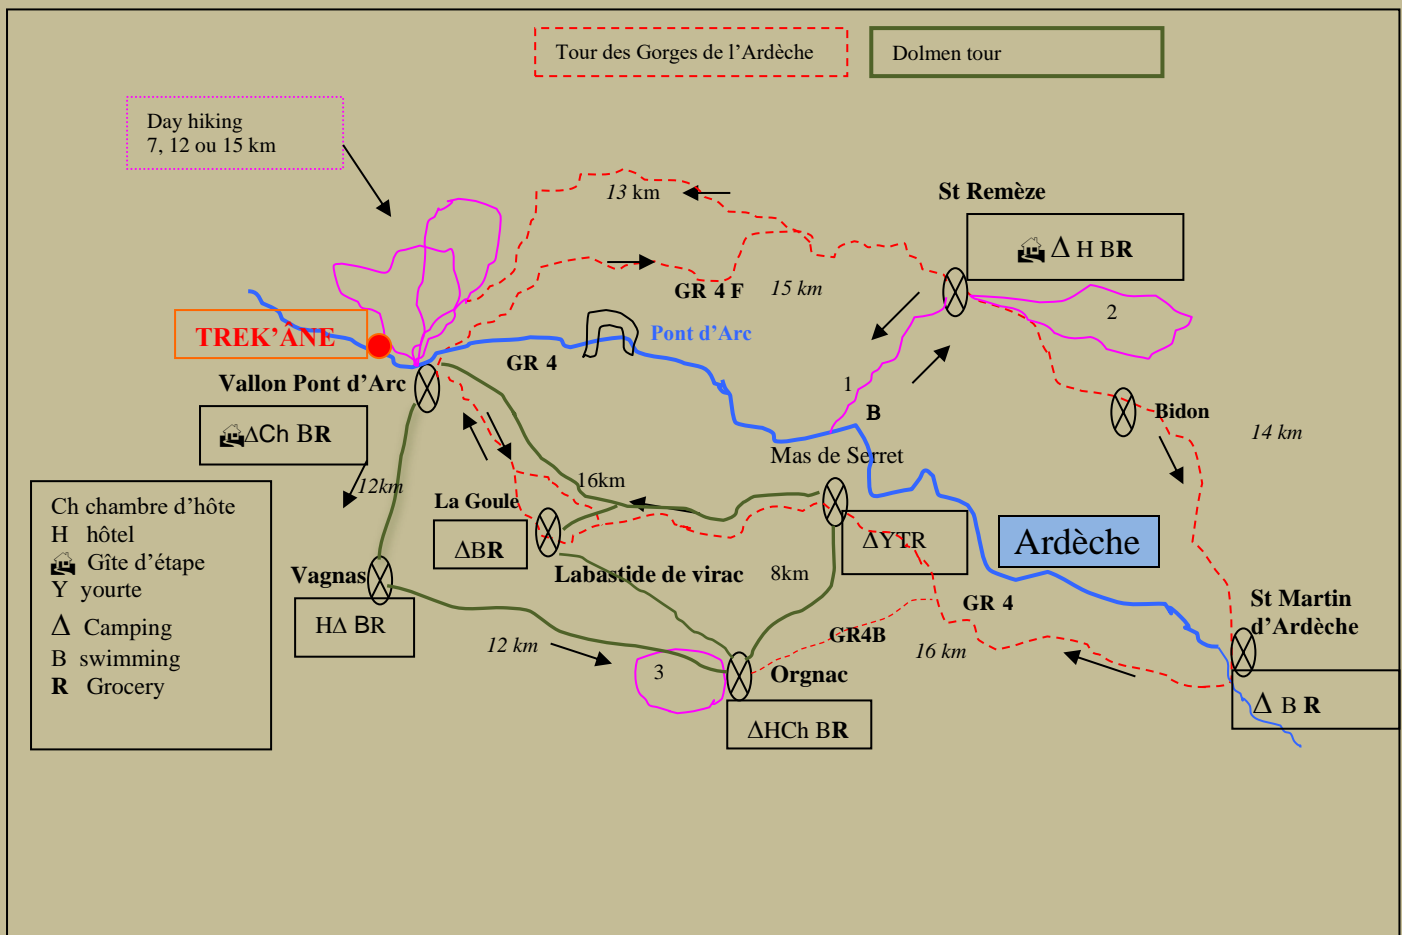 Tour des Gorges de l'Ardèche
Dolmen tour
Day hiking
7, 12 ou 15 km
13 km
St Remèze
Δ H BR
GR 4 F
15 km
2
TREK'ÂNE
Pont d'Arc
GR 4
Vallon Pont d'Arc
1
B
Bidon
ΔCh BR
14 km
Mas de Serret
12km
16km
La Goule
Ch chambre d'hôte
H hôtel
Gîte d'étape
Y yourte
Δ Camping
B swimming
R Grocery
ΔBR
ΔYTR
Ardèche
Vagnas
Labastide de virac
8km
GR 4
St Martin
d'Ardèche
HΔ BR
GR4B
12 km
16 km
3
Orgnac
Δ B R
ΔHCh BR